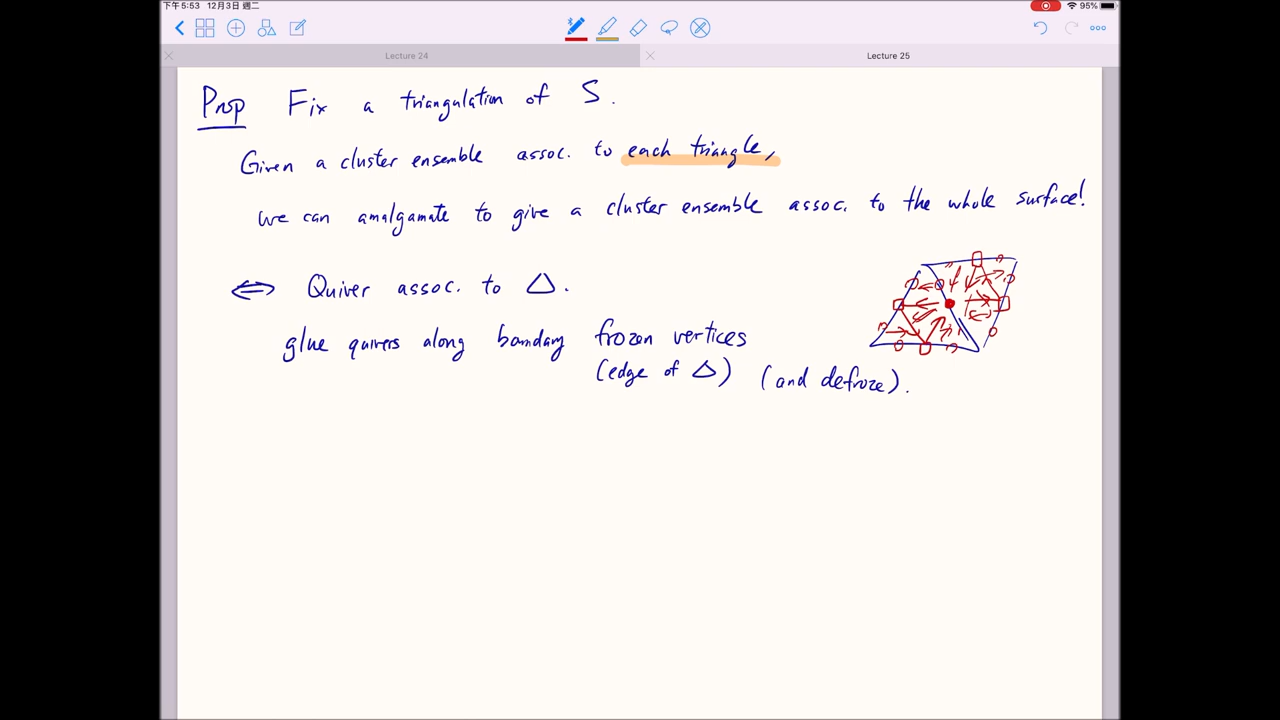 下午5:53 12月3日 週二
95%
Lecture 24
Lecture 25
Prop Fix a triangulation of S.
Given a cluster ensemble assoc. to each triangle,
we can amalgamate to give a cluster ensemble assoc. to the whole surface!
⇔ Quiver assoc. to △.
glue quivers along boundary frozen vertices
(edge of △) (and defroze).